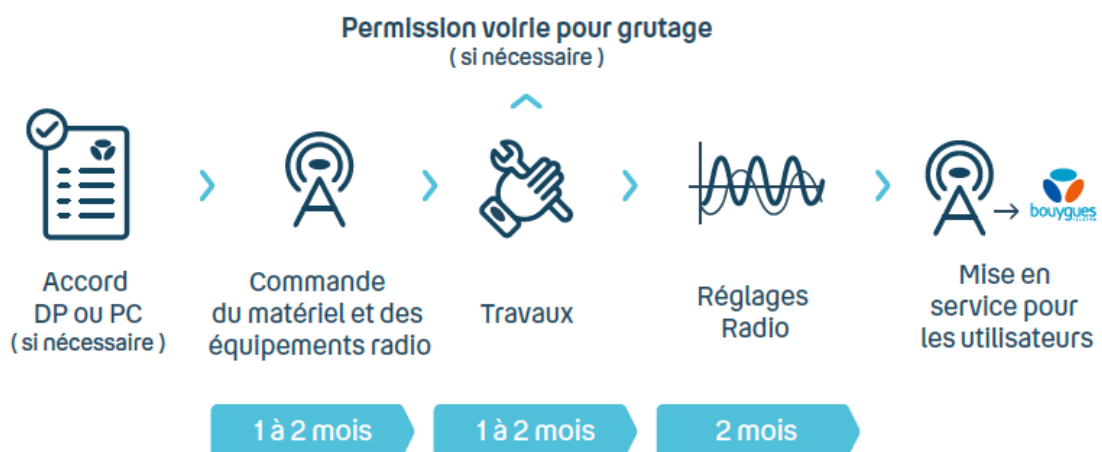 Permission voirie pour grutage
( si nécessaire )
Accord
DP ou PC
( si nécessaire )
Commande
du matériel et des
équipements radio
Travaux
Réglages
Radio
bouygues
TELECOM
Mise en
service pour
les utilisateurs
1 à 2 mois
1 à 2 mois
2 mois